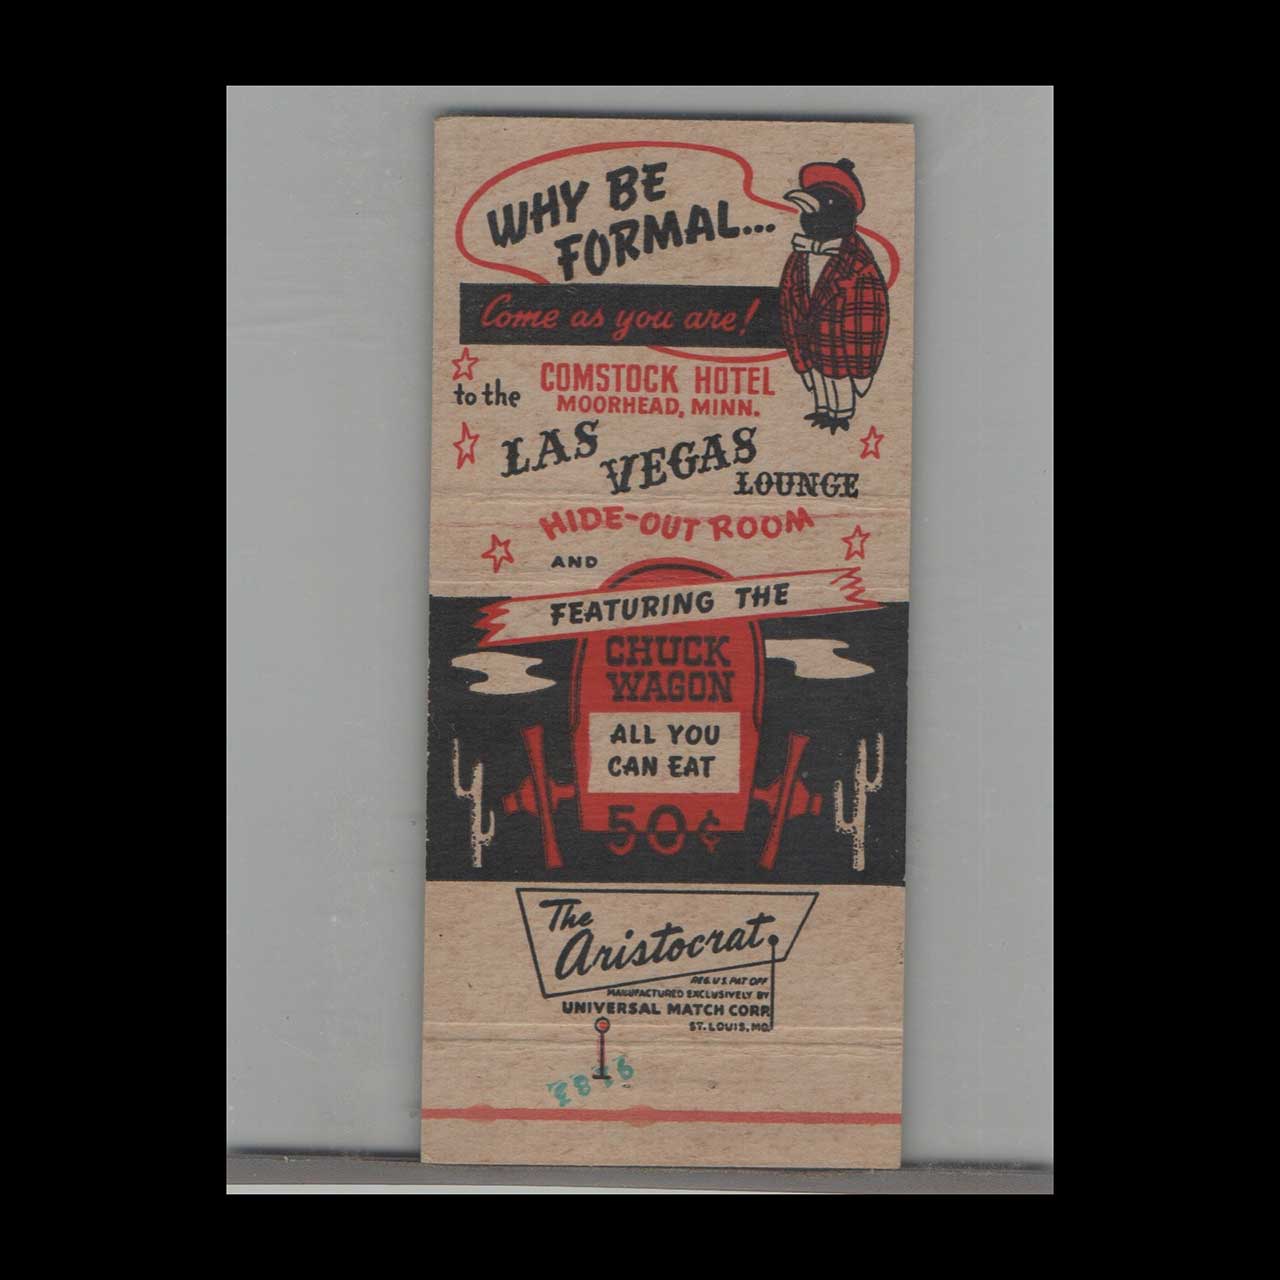 WHY BE
FORMAL...
Come as you are!
to the
COMSTOCK HOTEL
MOORHEAD, MINN.
LAS
VEGAS
LOUNGE
HIDE-OUT ROOM
AND
FEATURING THE
CHUCK
WAGON
ALL YOU
CAN EAT
50¢
The
Aristocrat
REG. U.S. PAT OFF
MANUFACTURED EXCLUSIVELY BY
UNIVERSAL MATCH CORP.
ST. LOUIS, MO.